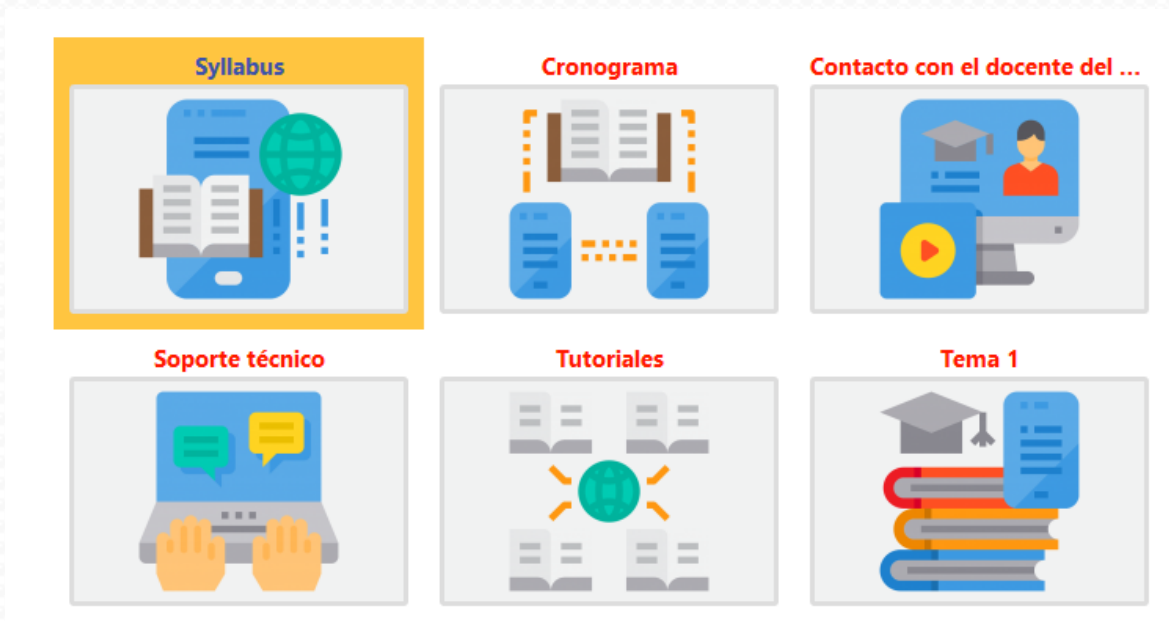 Syllabus
Cronograma
Contacto con el docente del ...
Soporte técnico
Tutoriales
Tema 1